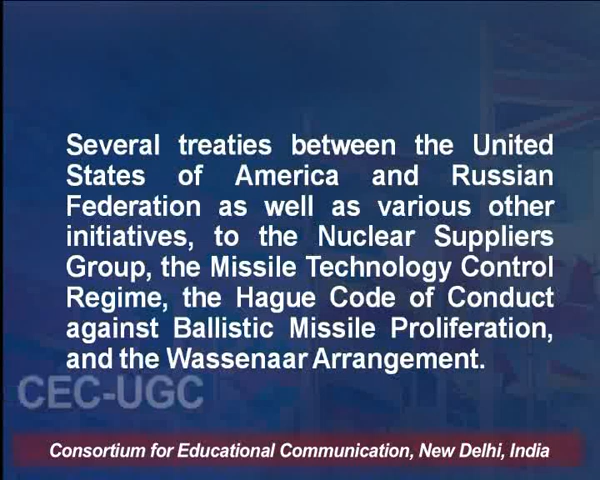 Several treaties between the United
States of America and Russian
Federation as well as various other
initiatives, to the Nuclear Suppliers
Group, the Missile Technology Control
Regime, the Hague Code of Conduct
against Ballistic Missile Proliferation,
and the Wassenaar Arrangement.
CEC-UGC
Consortium for Educational Communication, New Delhi, India